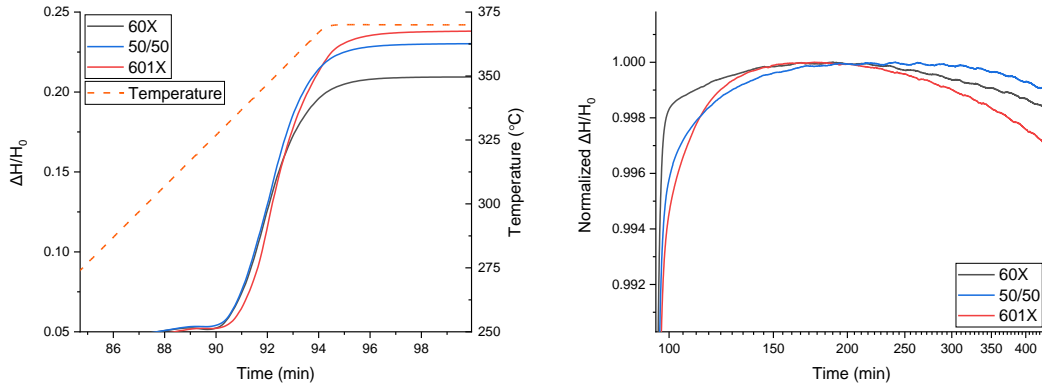 0.25
0.20
0.15
0.10
0.05
ΔH/H0
60X
50/50
601X
Temperature
375
350
325
300
275
250
Temperature (°C)
86 88 90 92 94 96 98
Time (min)
1.000
0.998
0.996
0.994
0.992
Normalized ΔH/H0
60X
50/50
601X
100 150 200 250 300 400
Time (min)